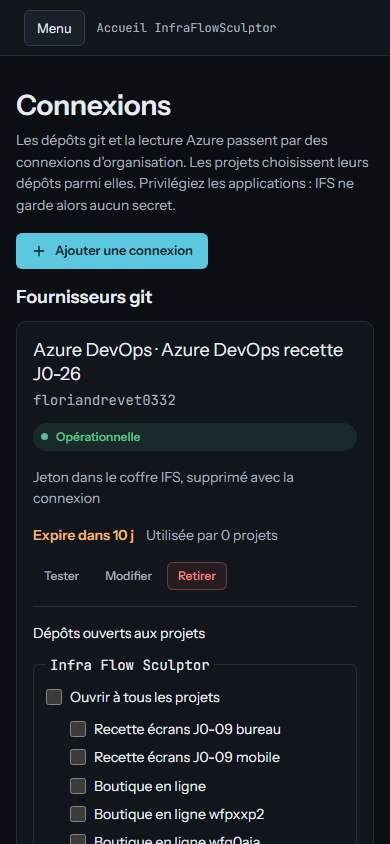 Menu Accueil InfraFlowSculptor
Connexions
Les dépôts git et la lecture Azure passent par des
connexions d'organisation. Les projets choisissent leurs
dépôts parmi elles. Privilégiez les applications : IFS ne
garde alors aucun secret.
+ Ajouter une connexion
Fournisseurs git
Azure DevOps · Azure DevOps recette
J0-26
floriandrevet0332
Opérationnelle
Jeton dans le coffre IFS, supprimé avec la
connexion
Expire dans 10 j Utilisée par 0 projets
Tester Modifier Retirer
Dépôts ouverts aux projets
Infra Flow Sculptor
Ouvrir à tous les projets
Recette écrans J0-09 bureau
Recette écrans J0-09 mobile
Boutique en ligne
Boutique en ligne wfpxxp2
Boutique en ligne